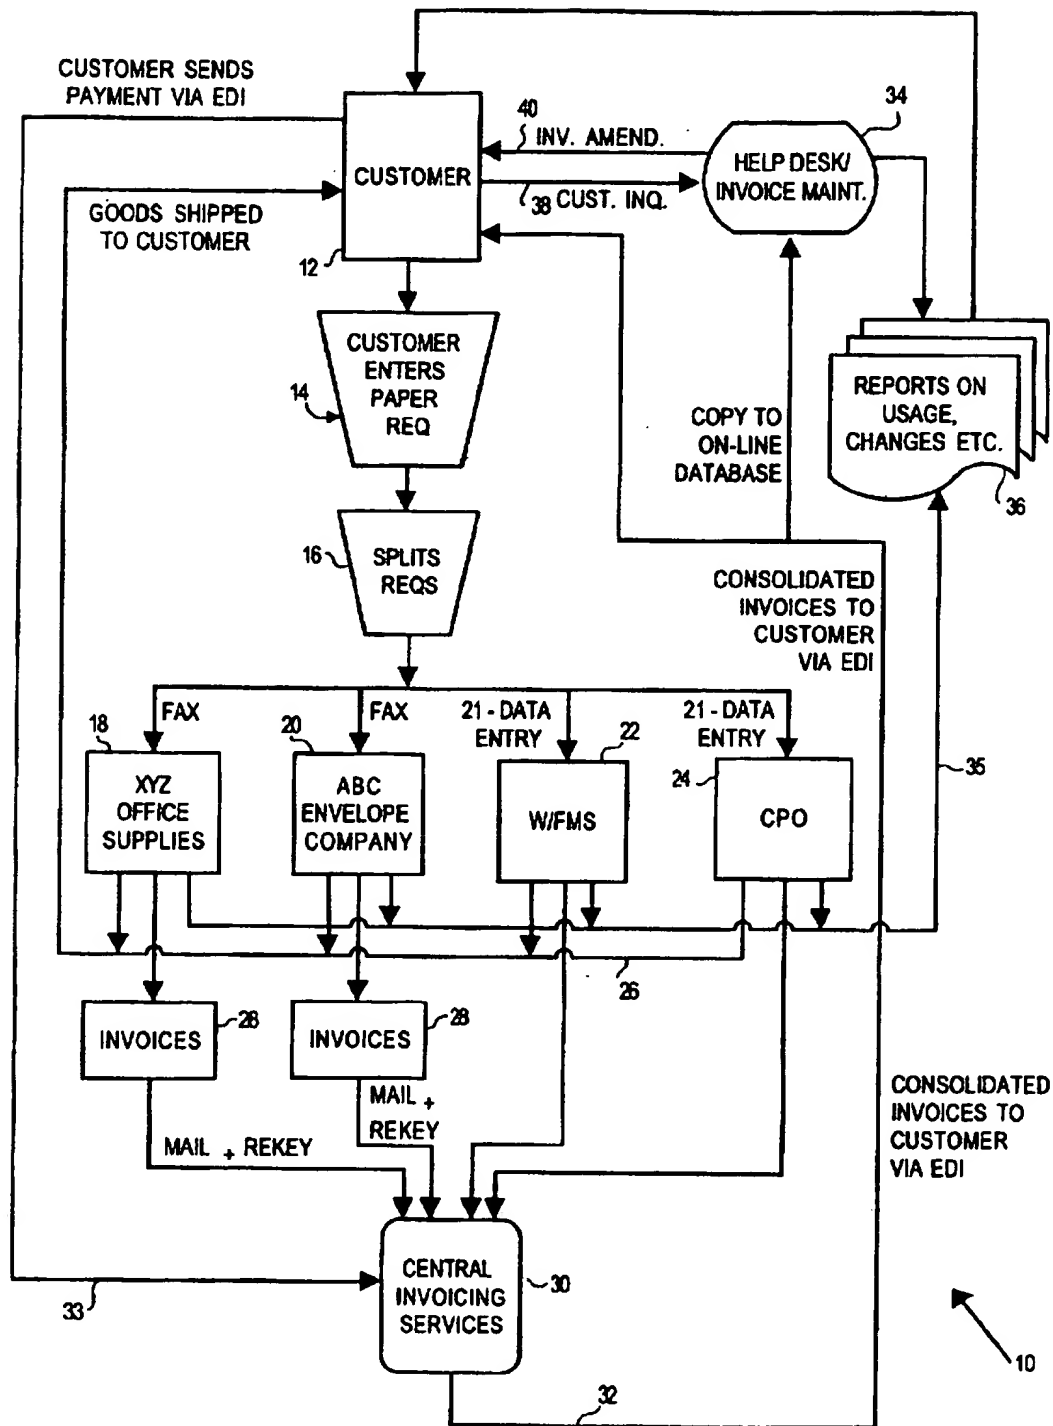 CUSTOMER SENDS
PAYMENT VIA EDI
CUSTOMER
12
40
INV. AMEND.
38
CUST. INQ.
34
HELP DESK/
INVOICE MAINT.
GOODS SHIPPED
TO CUSTOMER
CUSTOMER
ENTERS
PAPER
REQ
14
REPORTS ON
USAGE,
CHANGES ETC.
36
COPY TO
ON-LINE
DATABASE
16
SPLITS
REQS
CONSOLIDATED
INVOICES TO
CUSTOMER
VIA EDI
FAX
FAX
21 - DATA
ENTRY
21 - DATA
ENTRY
18
XYZ
OFFICE
SUPPLIES
20
ABC
ENVELOPE
COMPANY
22
W/FMS
24
CPO
35
26
INVOICES
28
INVOICES
28
MAIL + REKEY
MAIL +
REKEY
CONSOLIDATED
INVOICES TO
CUSTOMER
VIA EDI
CENTRAL
INVOICING
SERVICES
30
33
32
10